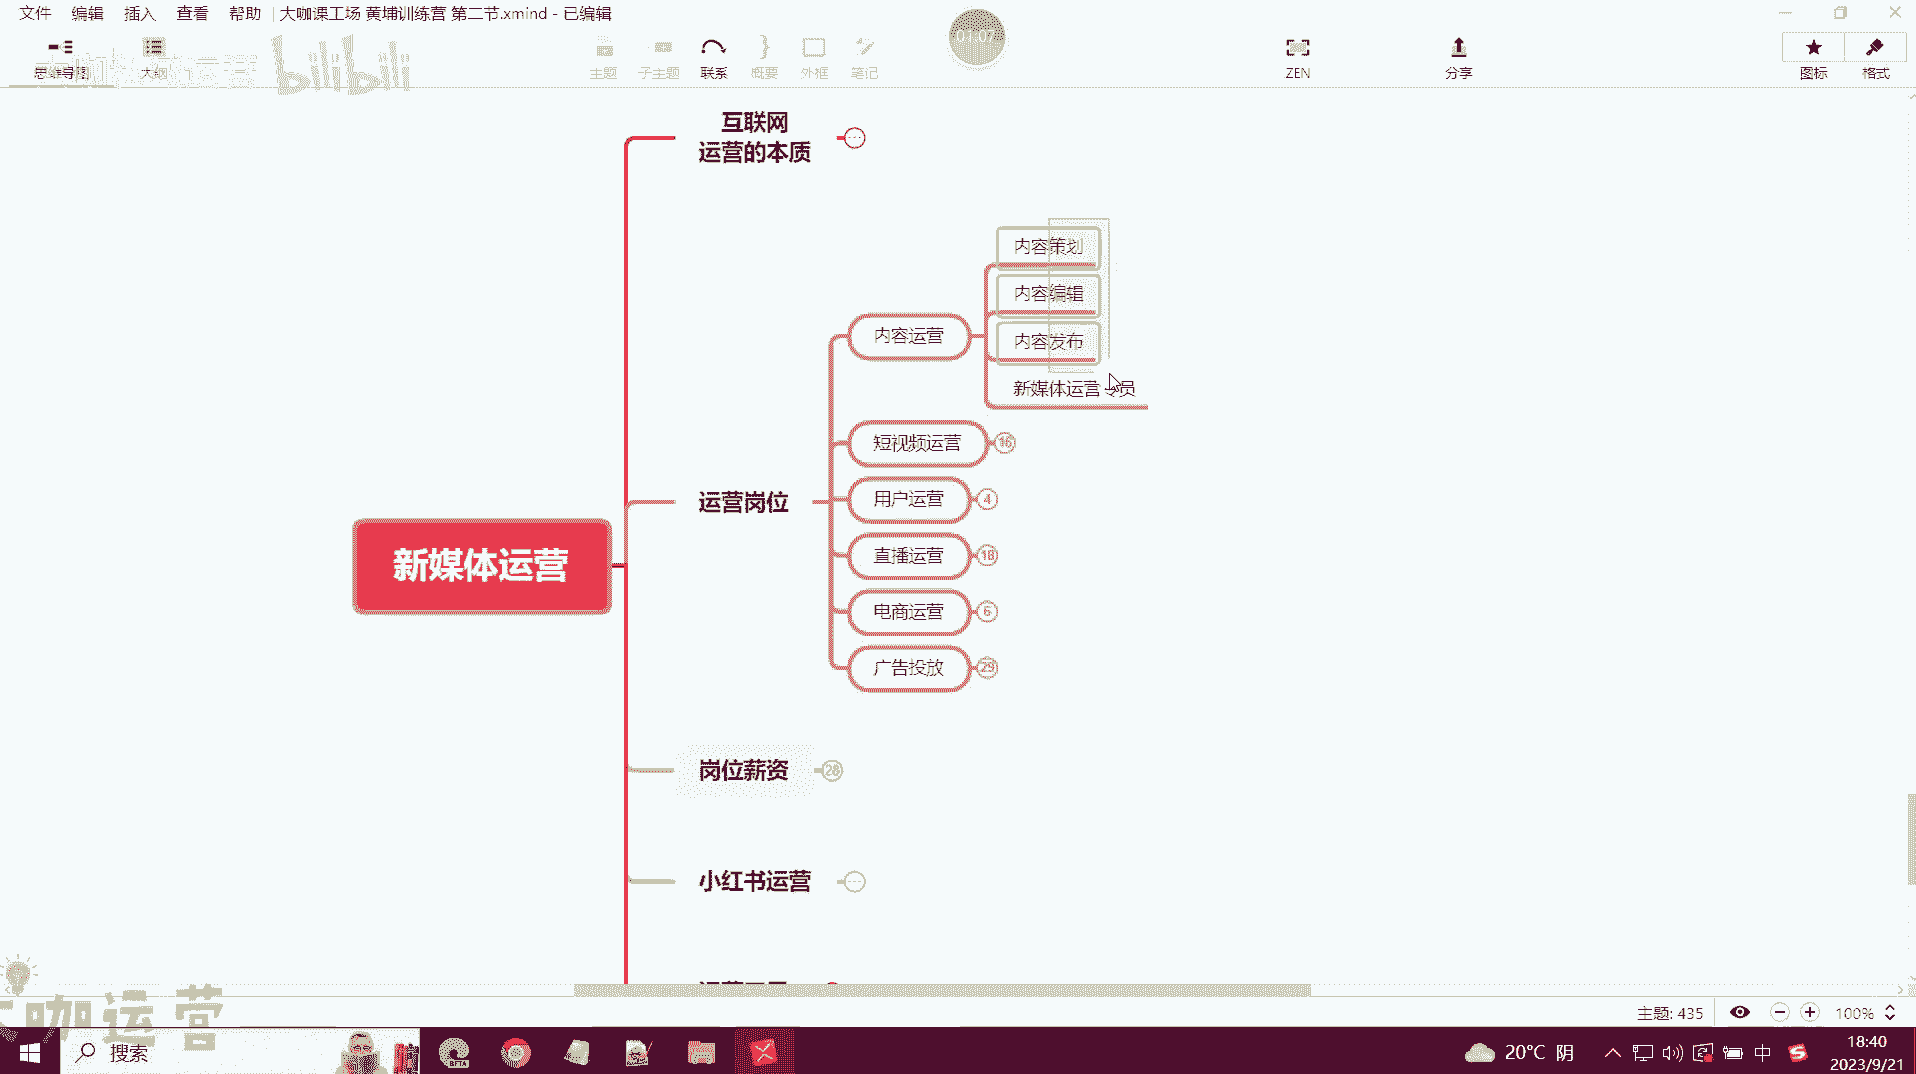 文件 编辑 插入 查看 帮助 大咖课工场 黄埔训练营 第二节.xmind - 已编辑
思维导图 大纲 主题 子主题 联系 概要 外框 笔记 ZEN 分享 图标 格式
bilibili
01:07
互联网
运营的本质
内容策划
内容编辑
内容运营
内容发布
新媒体运营专员
短视频运营 16
用户运营 4
运营岗位
直播运营 18
新媒体运营
电商运营 6
广告投放 29
岗位薪资 28
小红书运营
咖运营
主题: 435 100%
搜索
BETA
20°C 阴
中
18:40
2023/9/21